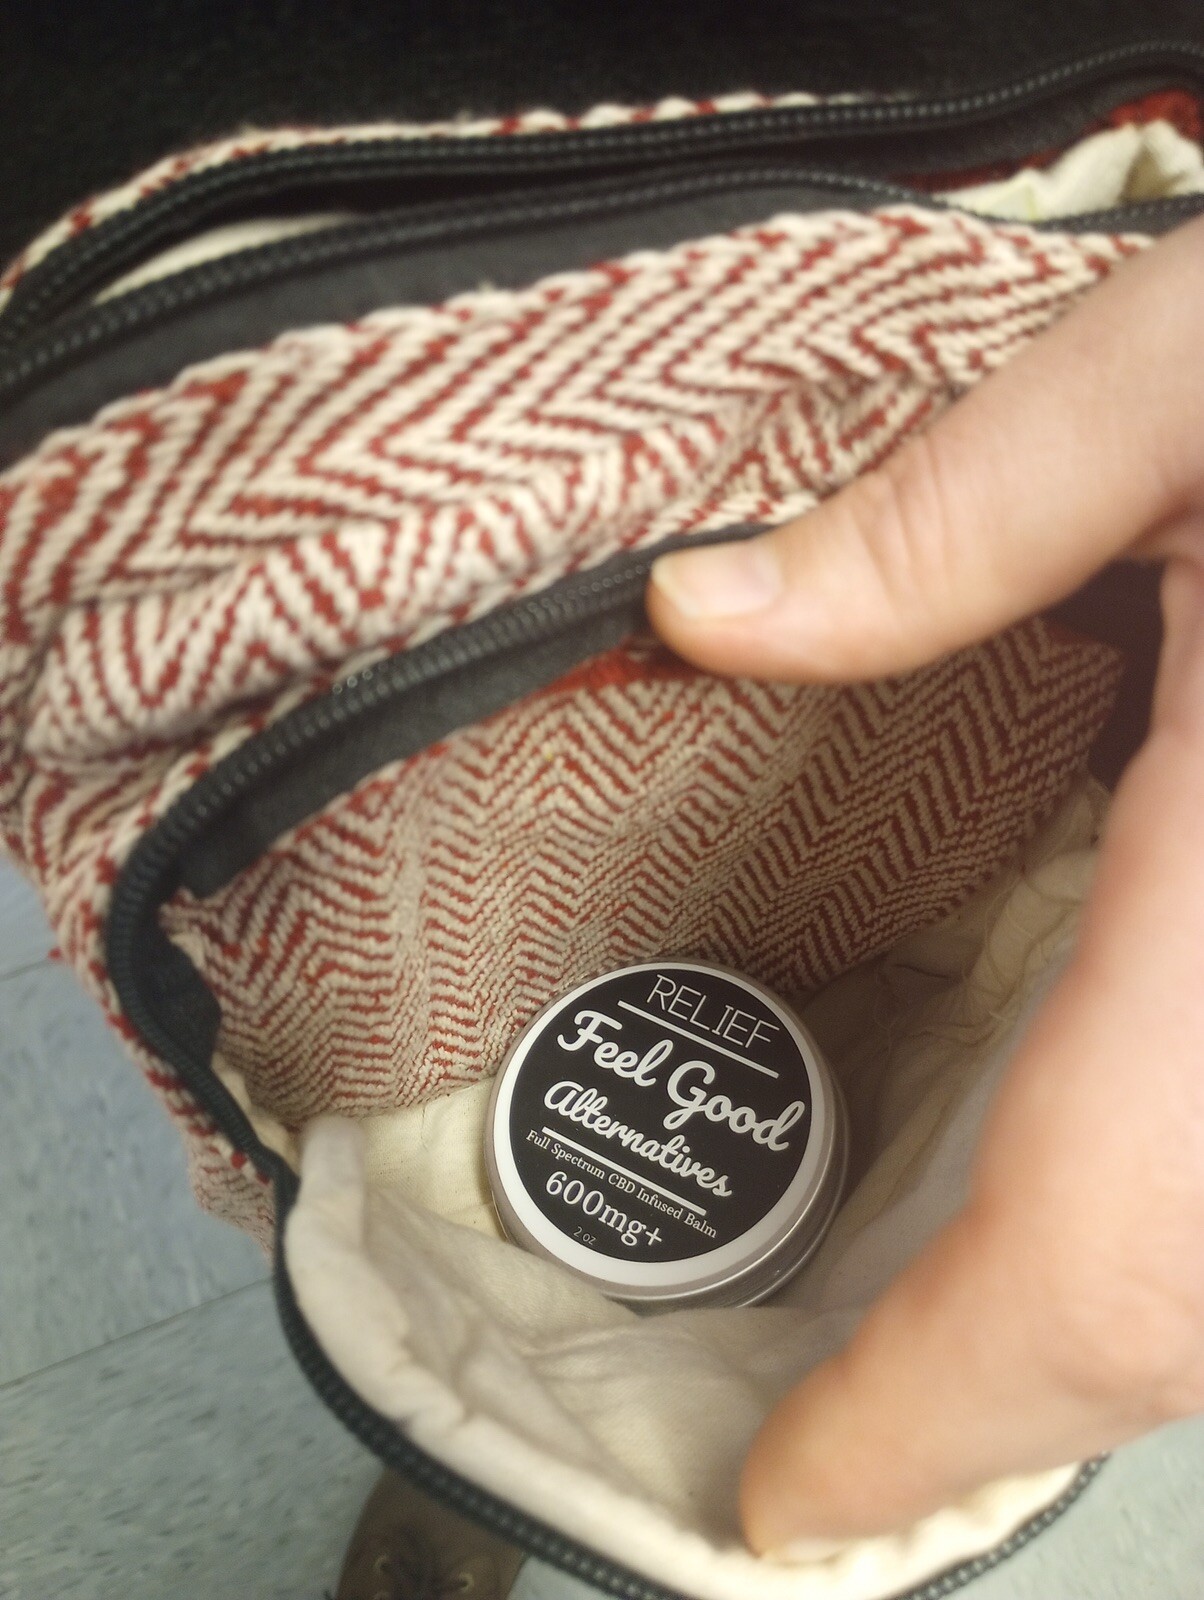 RELIEF
Feel Good
Alternatives
Full Spectrum CBD Infused Balm
600mg+
2 oz